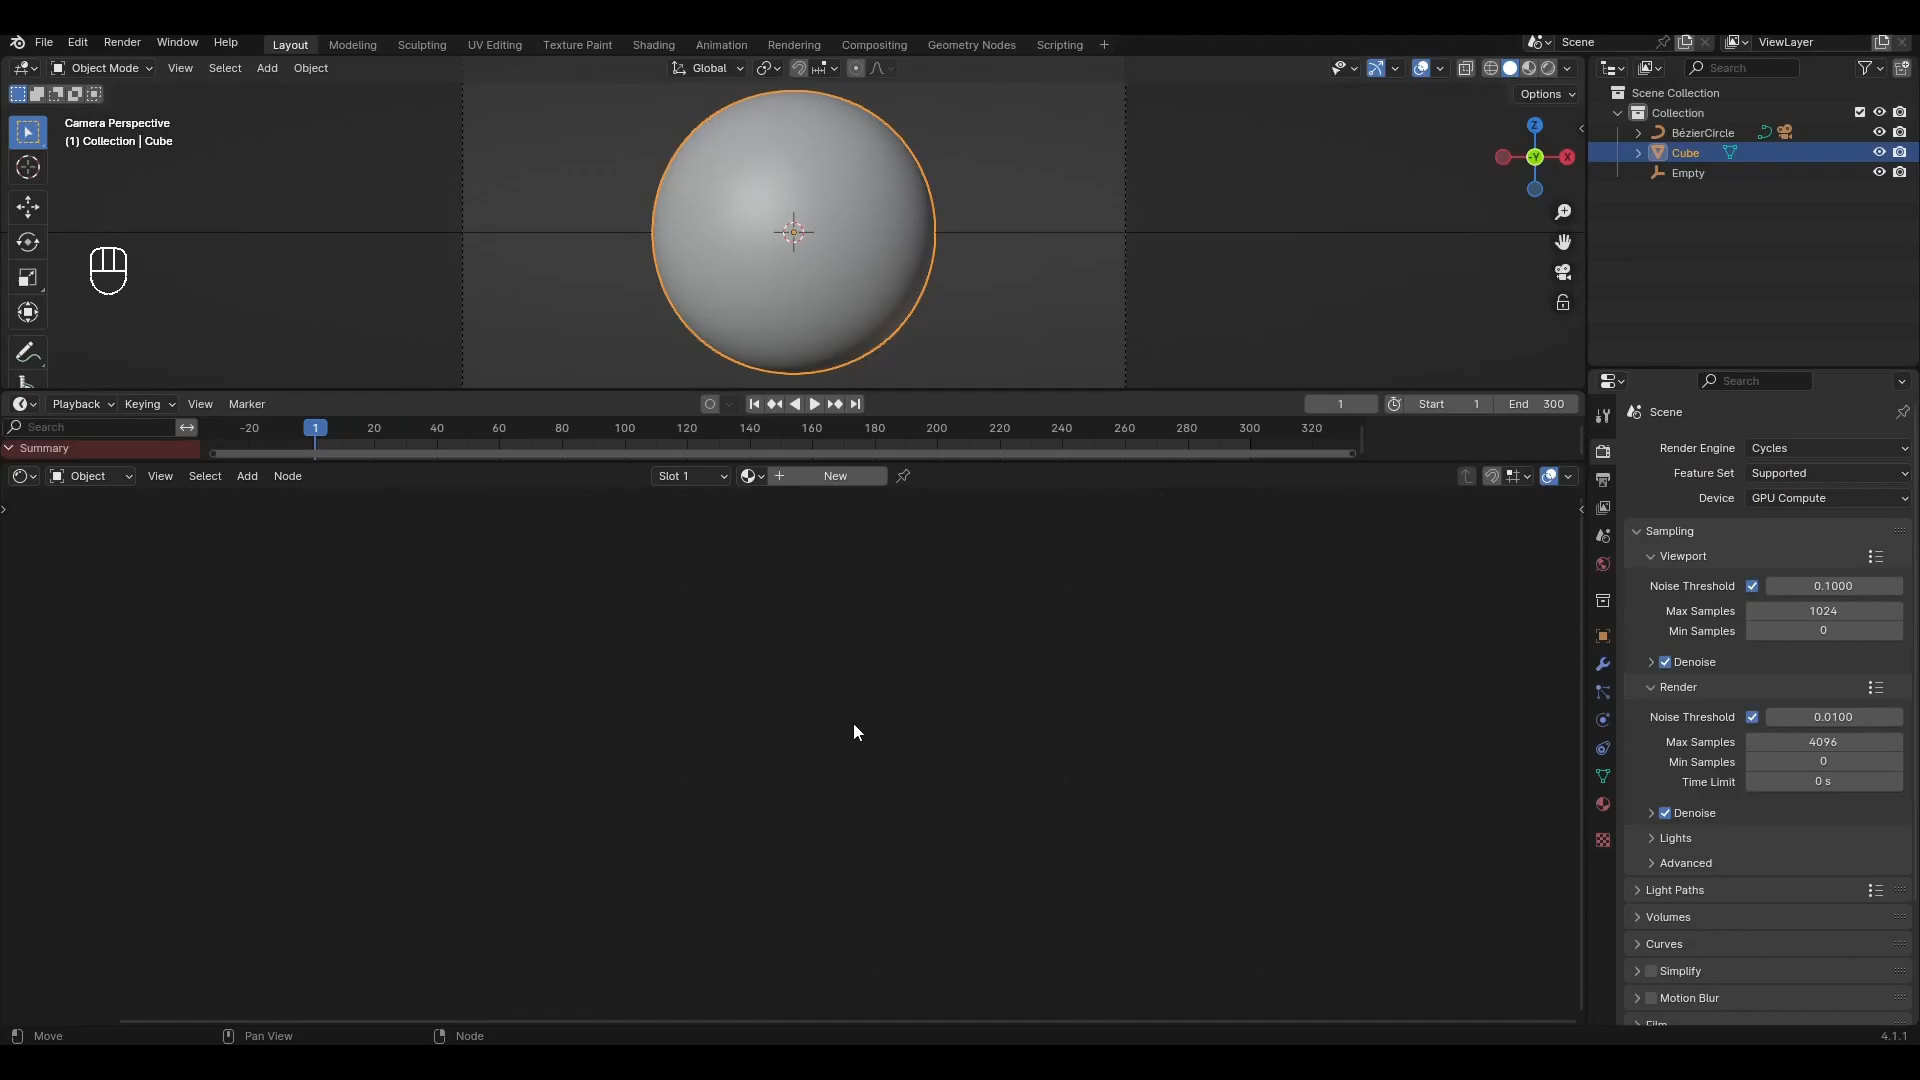 File Edit Render Window Help
Layout Modeling Sculpting UV Editing Texture Paint Shading Animation Rendering Compositing Geometry Nodes Scripting +
Scene
ViewLayer
Object Mode View Select Add Object
Global
Options
Camera Perspective
(1) Collection | Cube
Z
-Y
X
Search
Scene Collection
Collection
BézierCircle
Cube
Empty
Playback Keying View Marker
1
Start 1
End 300
Search
-20 1 20 40 60 80 100 120 140 160 180 200 220 240 260 280 300 320
Summary
Object View Select Add Node
Slot 1
New
Search
Scene
Render Engine Cycles
Feature Set Supported
Device GPU Compute
Sampling
Viewport
Noise Threshold 0.1000
Max Samples 1024
Min Samples 0
Denoise
Render
Noise Threshold 0.0100
Max Samples 4096
Min Samples 0
Time Limit 0 s
Denoise
Lights
Advanced
Light Paths
Volumes
Curves
Simplify
Motion Blur
Film
Move
Pan View
Node
4.1.1